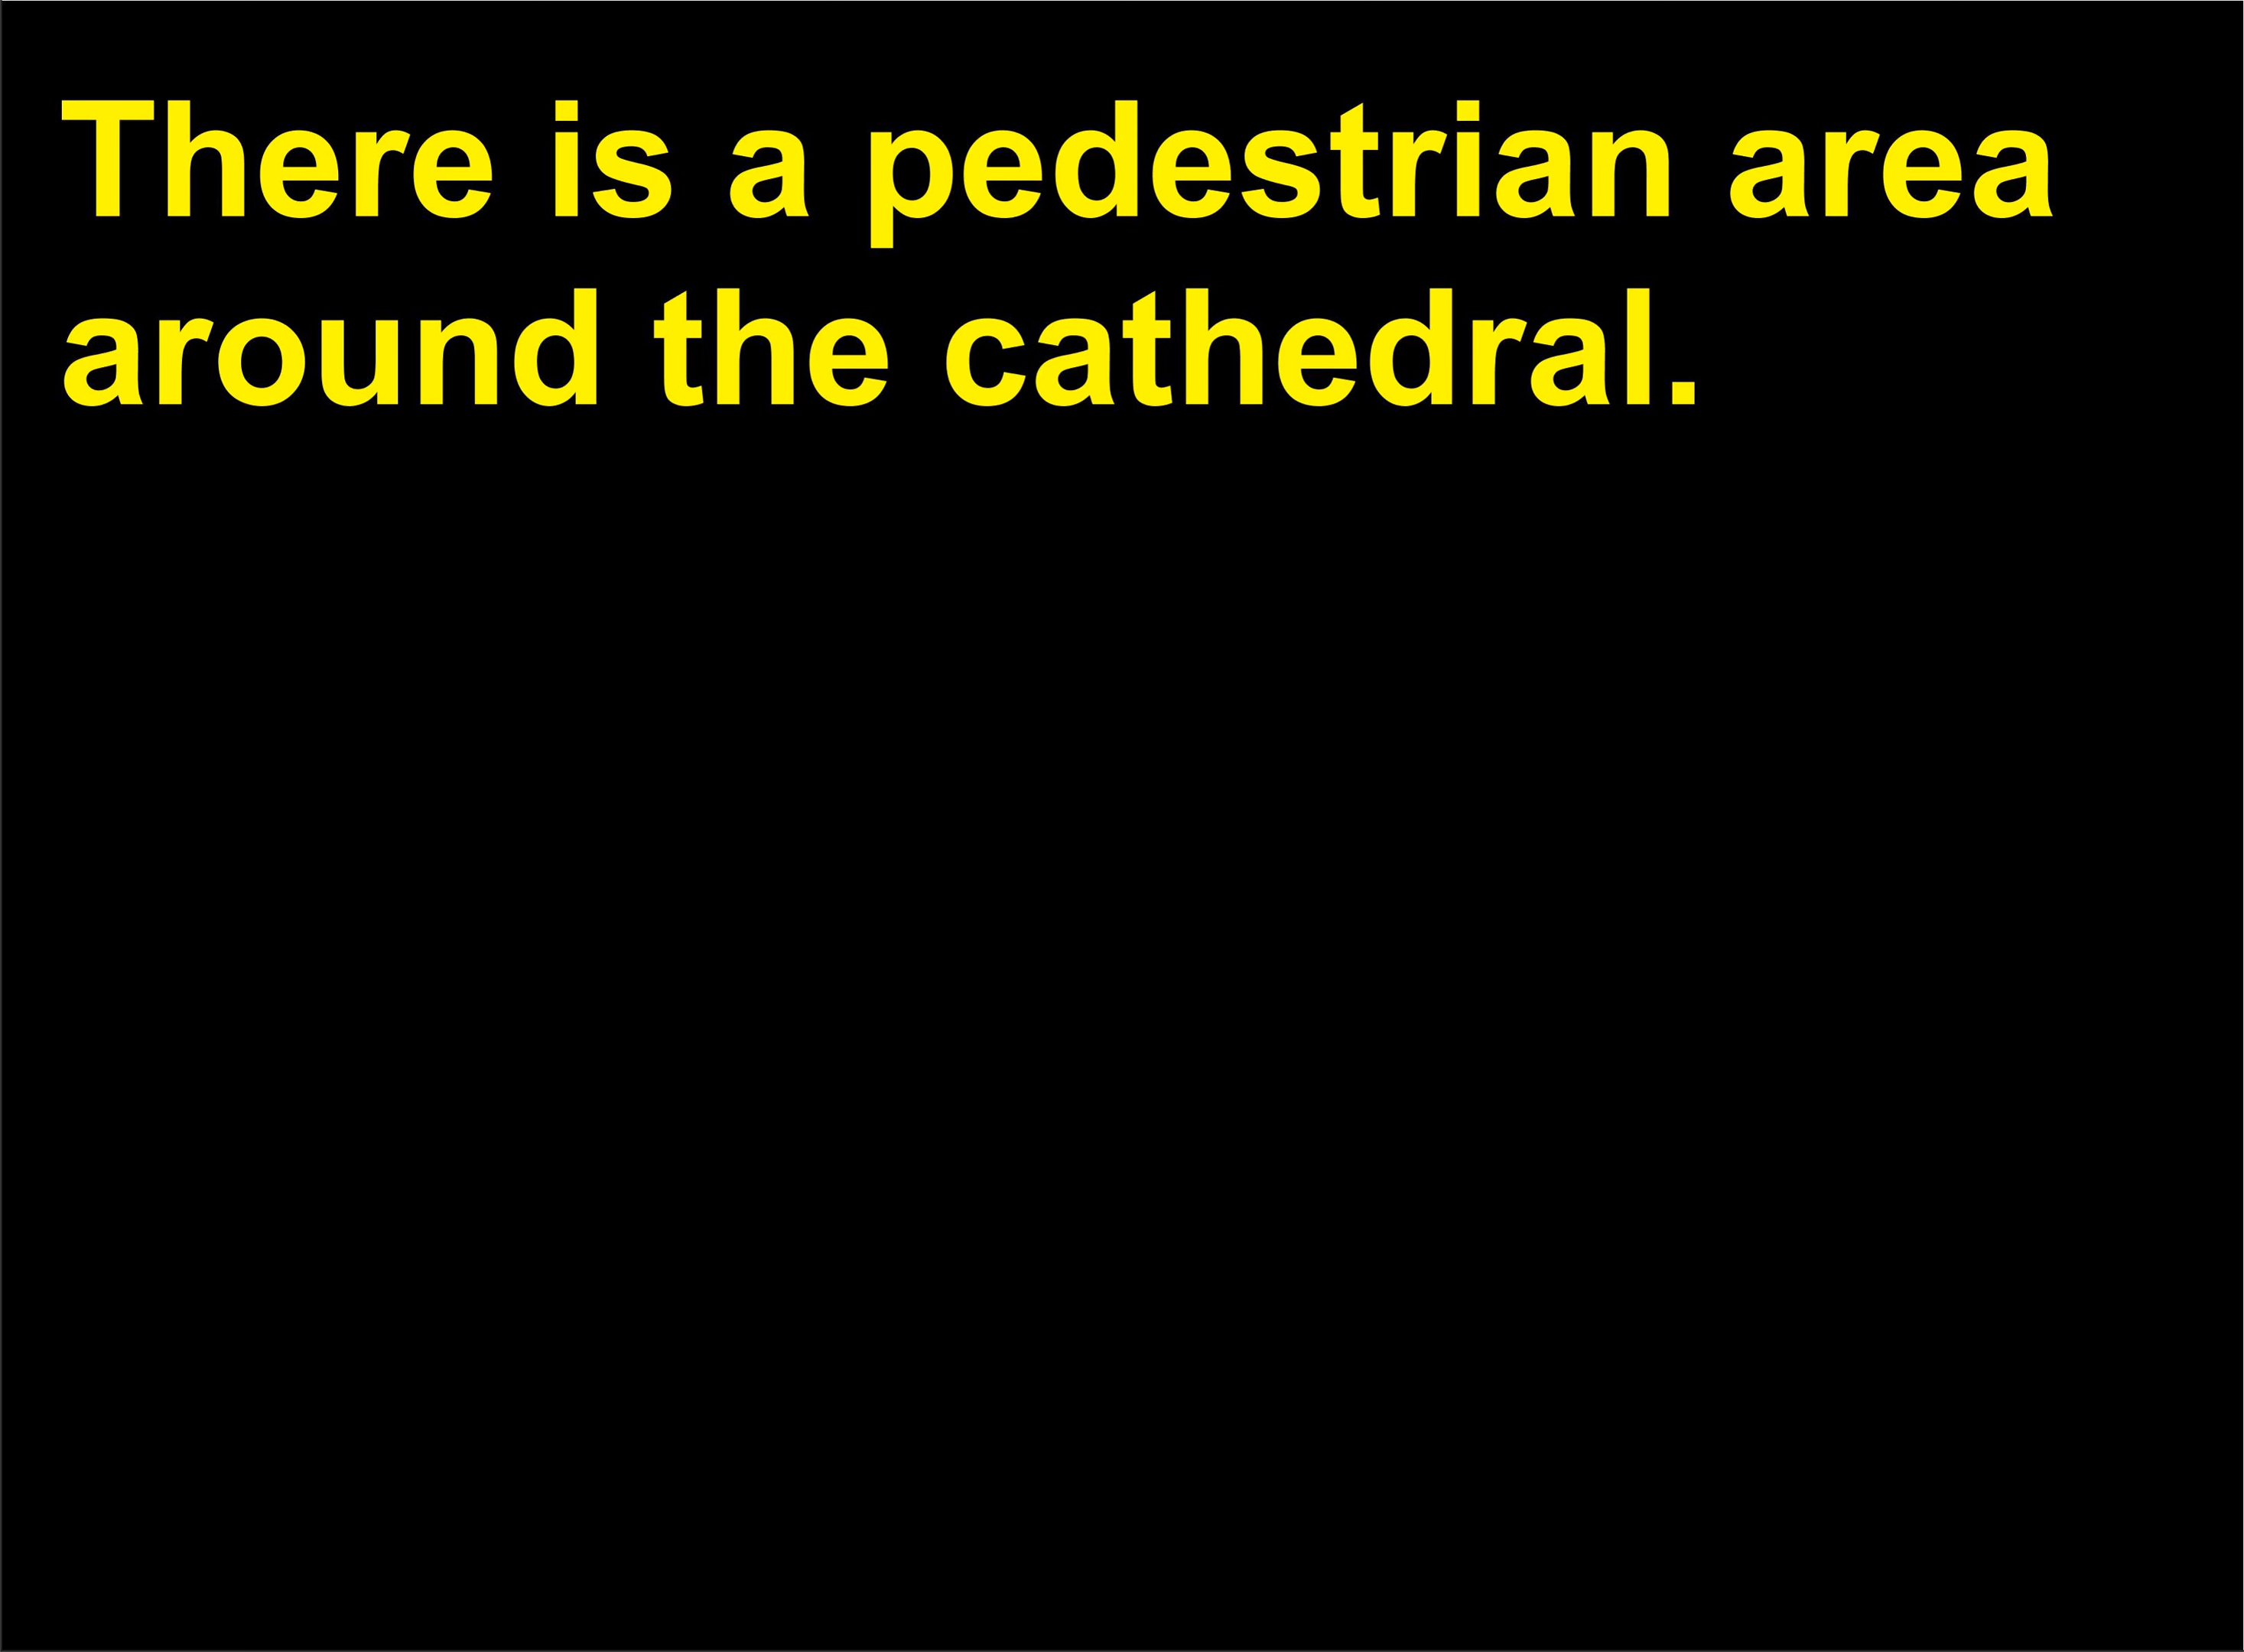 There is a pedestrian area
around the cathedral.